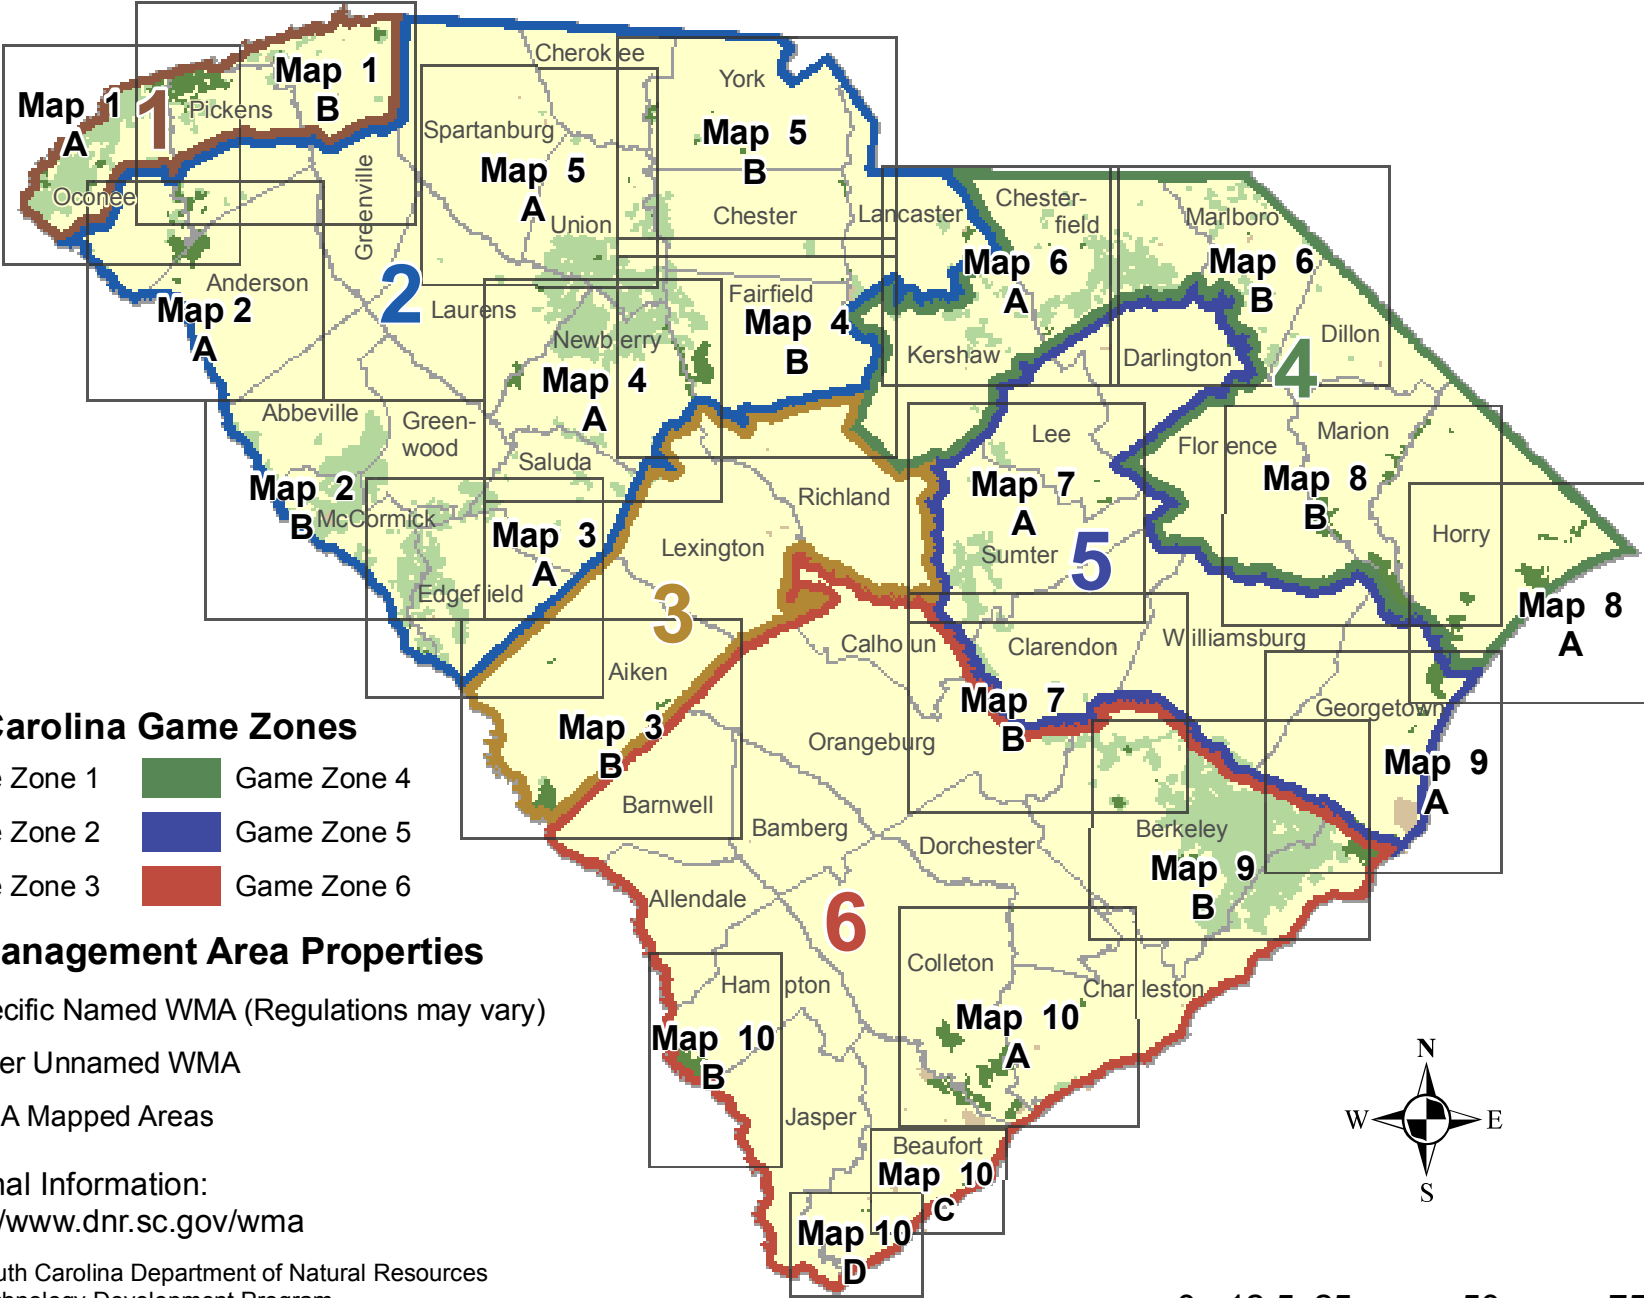 Cherokee
York
Map 1
B
Map 1
A
1
Pickens
Spartanburg
Map 5
B
Map 5
A
Oconee
Greenville
Union
Chester
Lancaster
Chester-
field
Marlboro
Map 6
A
Map 6
B
Anderson
Map 2
A
2
Laurens
Fairfield
Map 4
B
Newberry
Map 4
A
Kershaw
Darlington
Dillon
4
Abbeville
Green-
wood
Saluda
Lee
Florence
Marion
Map 2
B
McCormick
Map 3
A
Richland
Map 7
A
Map 8
B
Horry
Lexington
Sumter
5
Edgefield
3
Map 8
A
Calhoun
Clarendon
Williamsburg
Aiken
Map 7
B
Georgetown
Map 3
B
Orangeburg
Map 9
A
Barnwell
Bamberg
Dorchester
Berkeley
Map 9
B
Allendale
6
Colleton
Hampton
Charleston
Map 10
A
Map 10
B
Jasper
Beaufort
Map 10
C
Map 10
D
Carolina Game Zones
e Zone 1
Game Zone 4
e Zone 2
Game Zone 5
e Zone 3
Game Zone 6
anagement Area Properties
ecific Named WMA (Regulations may vary)
er Unnamed WMA
A Mapped Areas
nal Information:
//www.dnr.sc.gov/wma
uth Carolina Department of Natural Resources
N
W
E
S